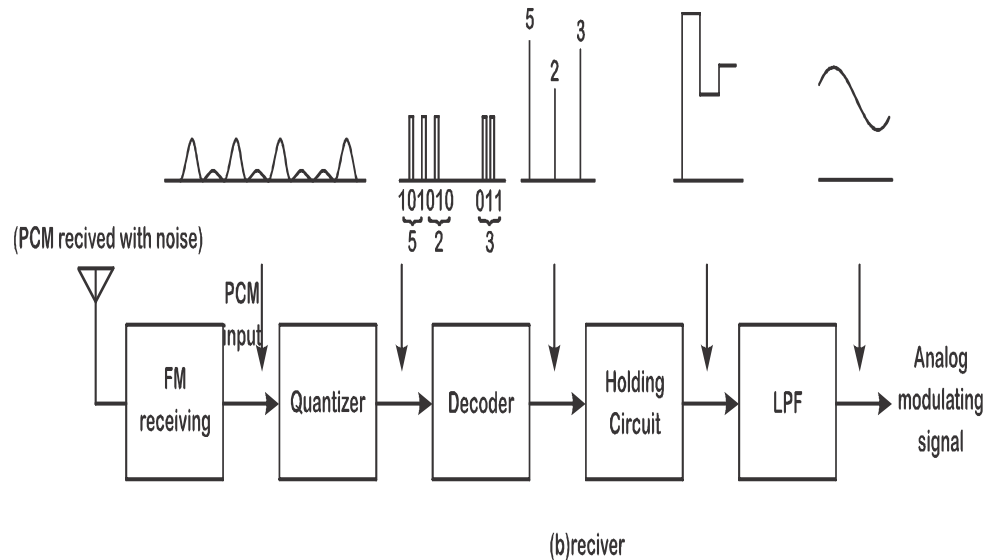 5
2
3
101010
011
5
2
3
(PCM recived with noise)
PCM
input
FM
receiving
Quantizer
Decoder
Holding
Circuit
LPF
Analog
modulating
signal
(b)reciver